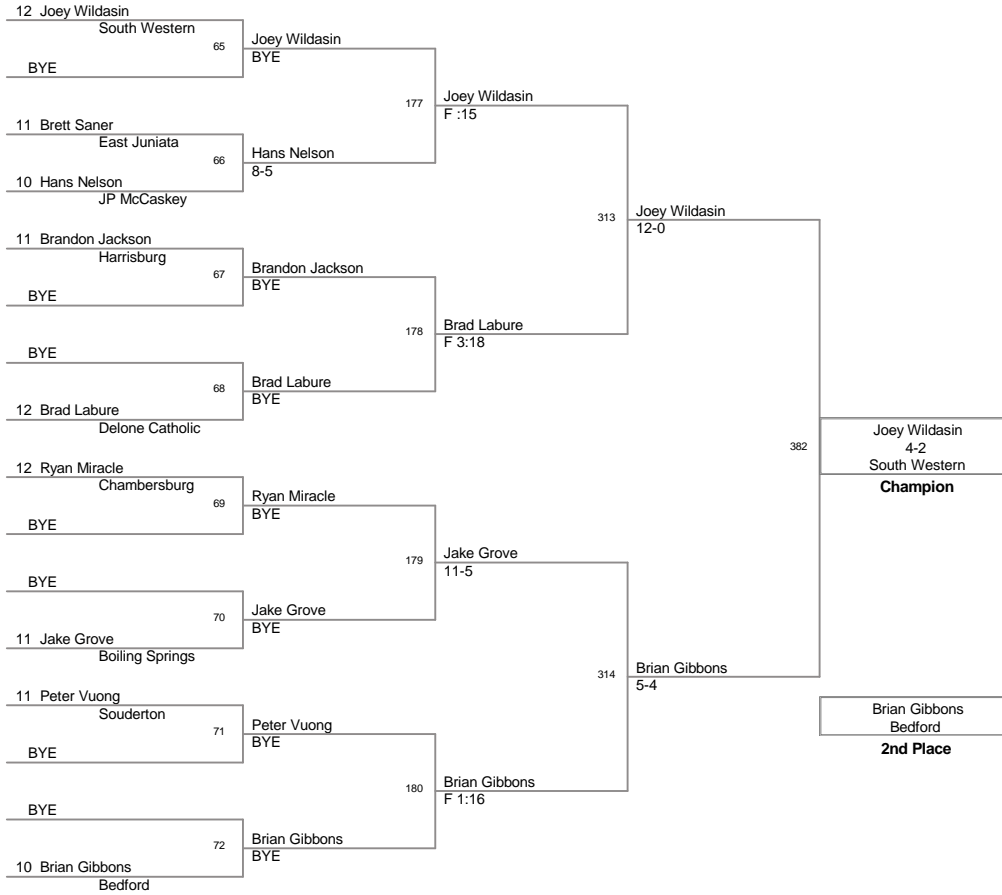 12 Joey Wildasin
South Western
65
BYE
Joey Wildasin
BYE
177
11 Brett Saner
East Juniata
66
10 Hans Nelson
JP McCaskey
Hans Nelson
8-5
Joey Wildasin
F :15
313
11 Brandon Jackson
Harrisburg
67
BYE
Brandon Jackson
BYE
178
BYE
68
12 Brad Labure
Delone Catholic
Brad Labure
BYE
Brad Labure
F 3:18
Joey Wildasin
12-0
382
12 Ryan Miracle
Chambersburg
69
BYE
Ryan Miracle
BYE
179
BYE
70
11 Jake Grove
Boiling Springs
Jake Grove
BYE
Jake Grove
11-5
314
11 Peter Vuong
Souderton
71
BYE
Peter Vuong
BYE
180
BYE
72
10 Brian Gibbons
Bedford
Brian Gibbons
BYE
Brian Gibbons
F 1:16
Brian Gibbons
5-4
Joey Wildasin
4-2
South Western
Champion
Brian Gibbons
Bedford
2nd Place